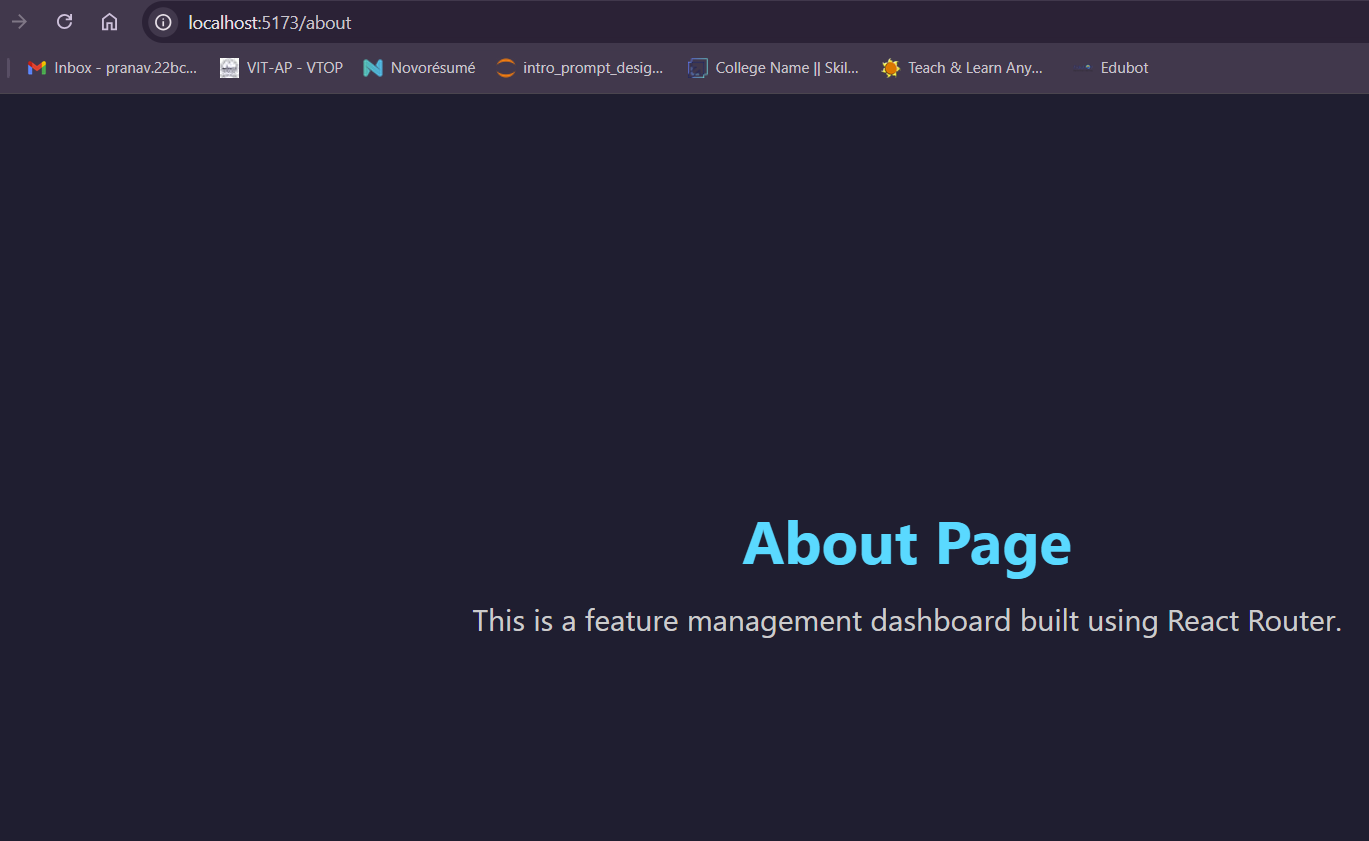 localhost:5173/about
Inbox - pranav.22bc... VIT-AP - VTOP Novorésumé intro_prompt_desig... College Name || Skil... Teach & Learn Any... Edubot
About Page
This is a feature management dashboard built using React Router.